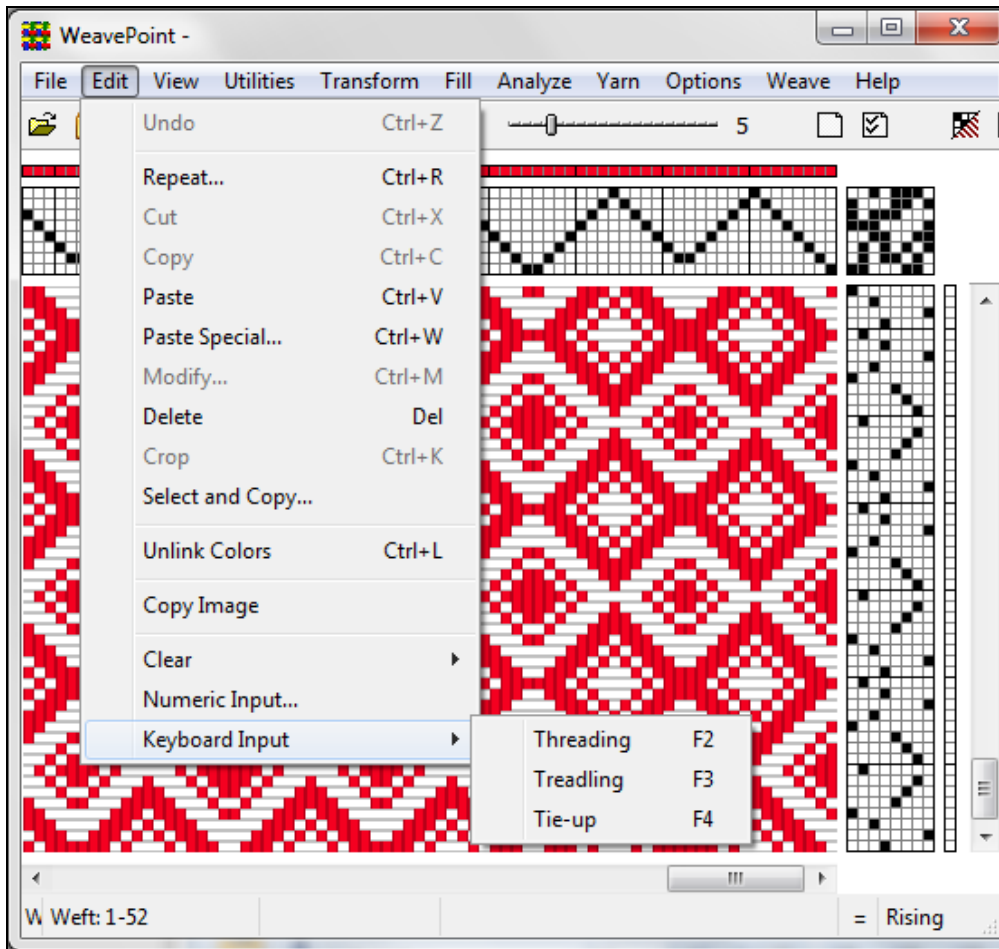 WeavePoint -
File Edit View Utilities Transform Fill Analyze Yarn Options Weave Help
5
Undo Ctrl+Z
Repeat... Ctrl+R
Cut Ctrl+X
Copy Ctrl+C
Paste Ctrl+V
Paste Special... Ctrl+W
Modify... Ctrl+M
Delete Del
Crop Ctrl+K
Select and Copy...
Unlink Colors Ctrl+L
Copy Image
Clear
Numeric Input...
Keyboard Input
Threading F2
Treadling F3
Tie-up F4
W Weft: 1-52 = Rising